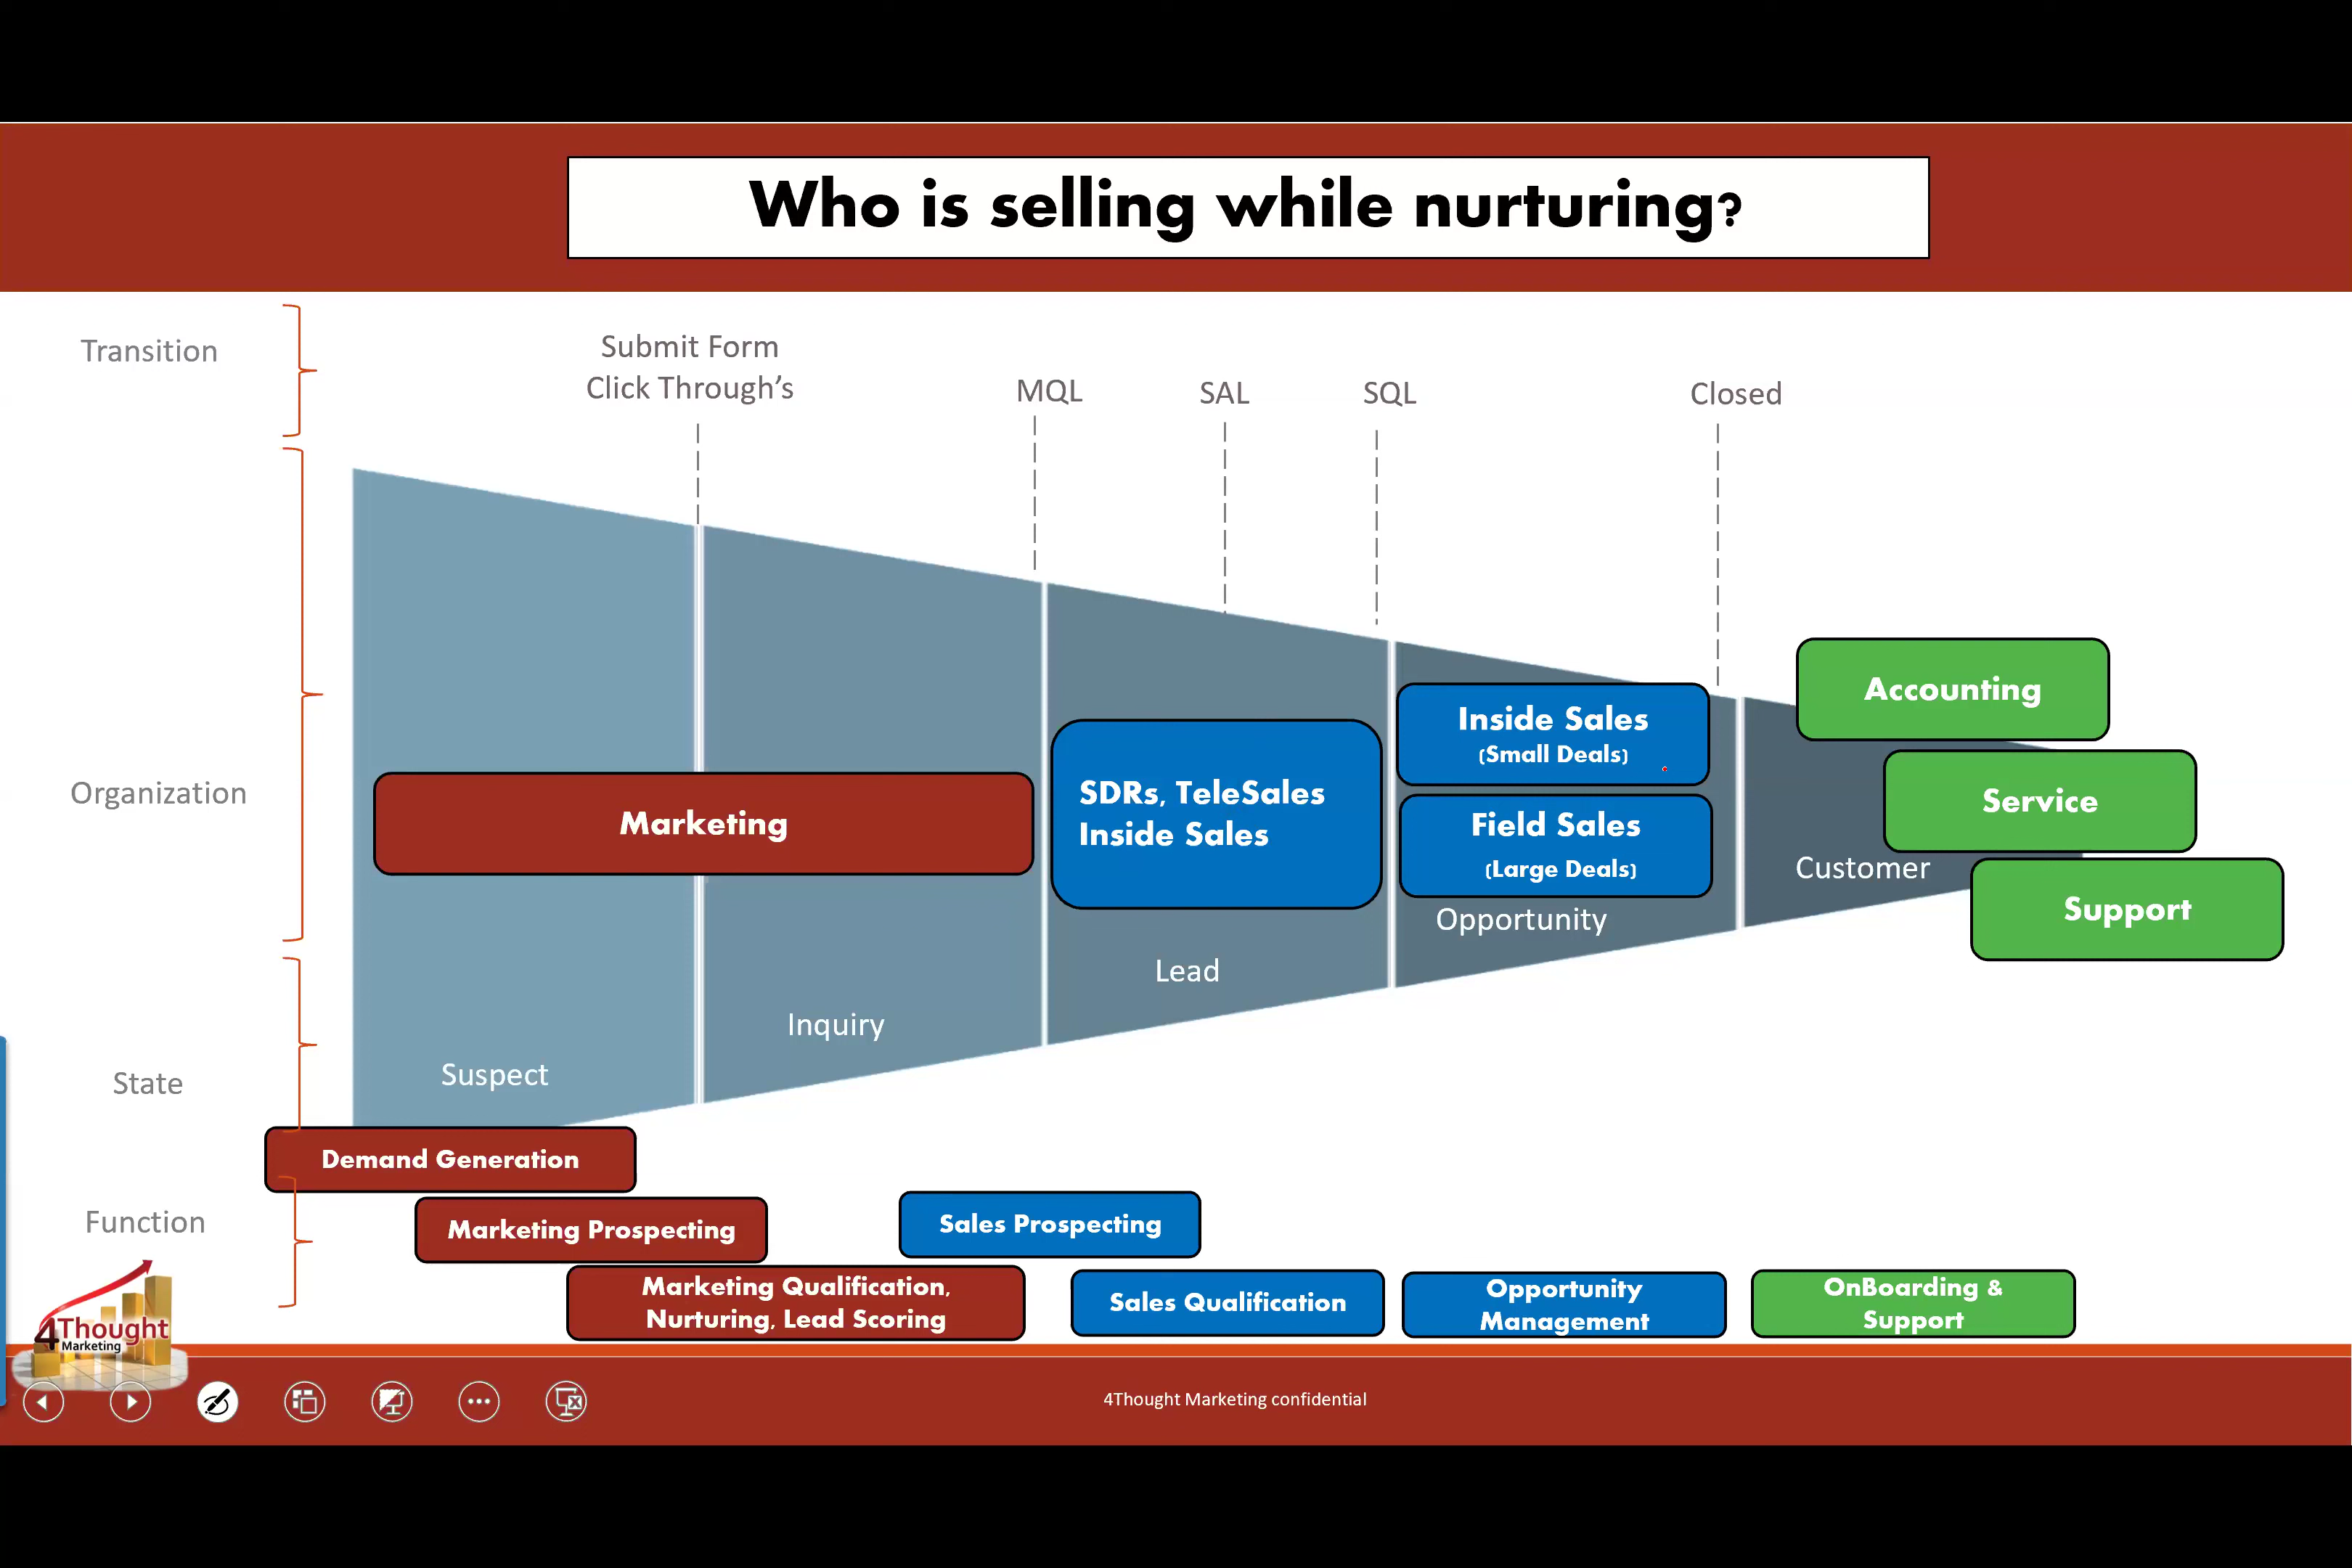 Who is selling while nurturing?
Transition
Submit Form
Click Through's
MQL
SAL
SQL
Closed
Organization
Marketing
SDRs, TeleSales
Inside Sales
Inside Sales
(Small Deals)
Field Sales
(Large Deals)
Accounting
Service
Support
State
Suspect
Inquiry
Lead
Opportunity
Customer
Function
Demand Generation
Marketing Prospecting
Sales Prospecting
Marketing Qualification,
Nurturing, Lead Scoring
Sales Qualification
Opportunity
Management
OnBoarding &
Support
4Thought
Marketing
4Thought Marketing confidential